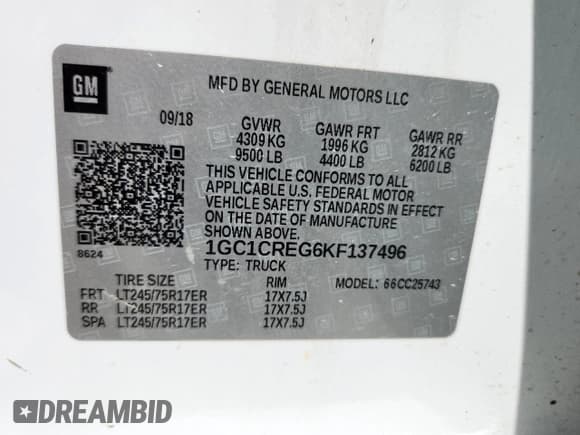 GM
MFD BY GENERAL MOTORS LLC
09/18 GVWR GAWR FRT GAWR RR
4309 KG 1996 KG 2812 KG
9500 LB 4400 LB 6200 LB
THIS VEHICLE CONFORMS TO ALL
APPLICABLE U.S. FEDERAL MOTOR
VEHICLE SAFETY STANDARDS IN EFFECT
ON THE DATE OF MANUFACTURE
SHOWN ABOVE.
8624
1GC1CREG6KF137496
TYPE: TRUCK
TIRE SIZE RIM MODEL: 66CC25743
FRT LT245/75R17ER 17X7.5J
RR LT245/75R17ER 17X7.5J
SPA LT245/75R17ER 17X7.5J
DREAMBID